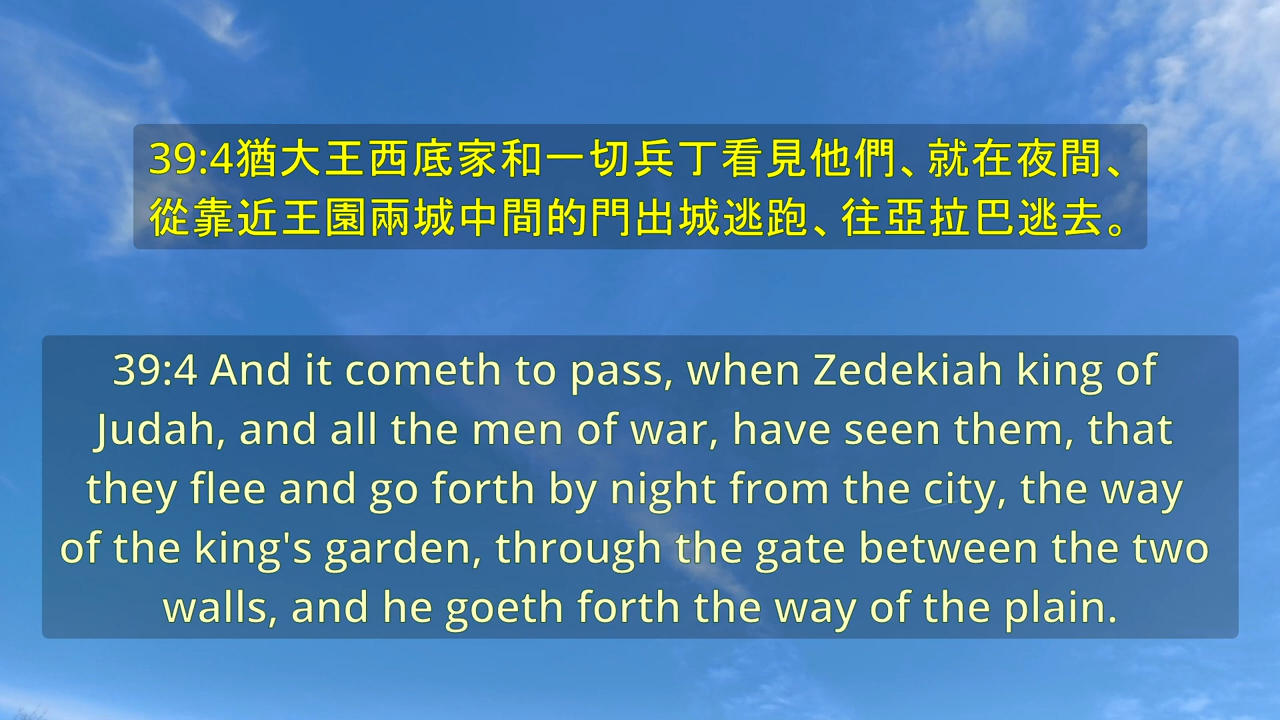 39:4猶大王西底家和一切兵丁看見他們、就在夜間、
從靠近王園兩城中間的門出城逃跑、往亞拉巴逃去。
39:4 And it cometh to pass, when Zedekiah king of
Judah, and all the men of war, have seen them, that
they flee and go forth by night from the city, the way
of the king's garden, through the gate between the two
walls, and he goeth forth the way of the plain.